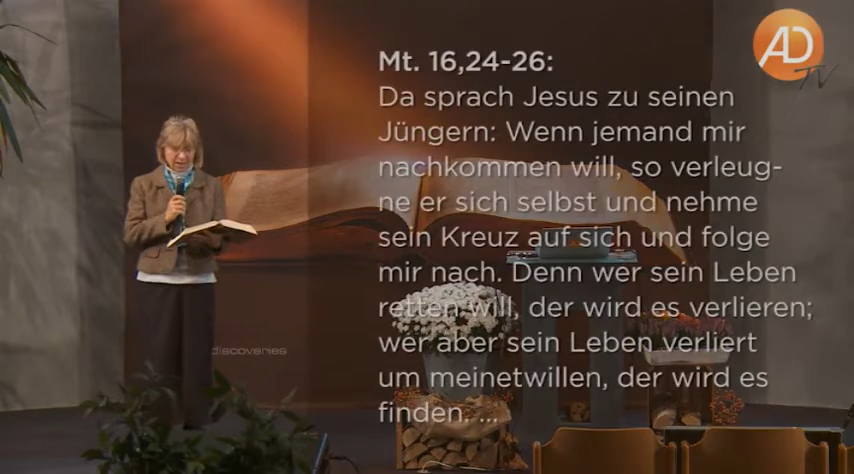 AD
TV
Mt. 16,24-26:
Da sprach Jesus zu seinen
Jüngern: Wenn jemand mir
nachkommen will, so verleug-
ne er sich selbst und nehme
sein Kreuz auf sich und folge
mir nach. Denn wer sein Leben
retten will, der wird es verlieren;
wer aber sein Leben verliert
um meinetwillen, der wird es
finden. ...
discoveries